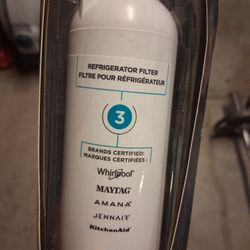 REFRIGERATOR FILTER
FILTRE POUR RÉFRIGÉRATEUR
3
BRANDS CERTIFIED:
MARQUES CERTIFIÉES :
Whirlpool
MAYTAG
AMANA
JENNAIR
KitchenAid